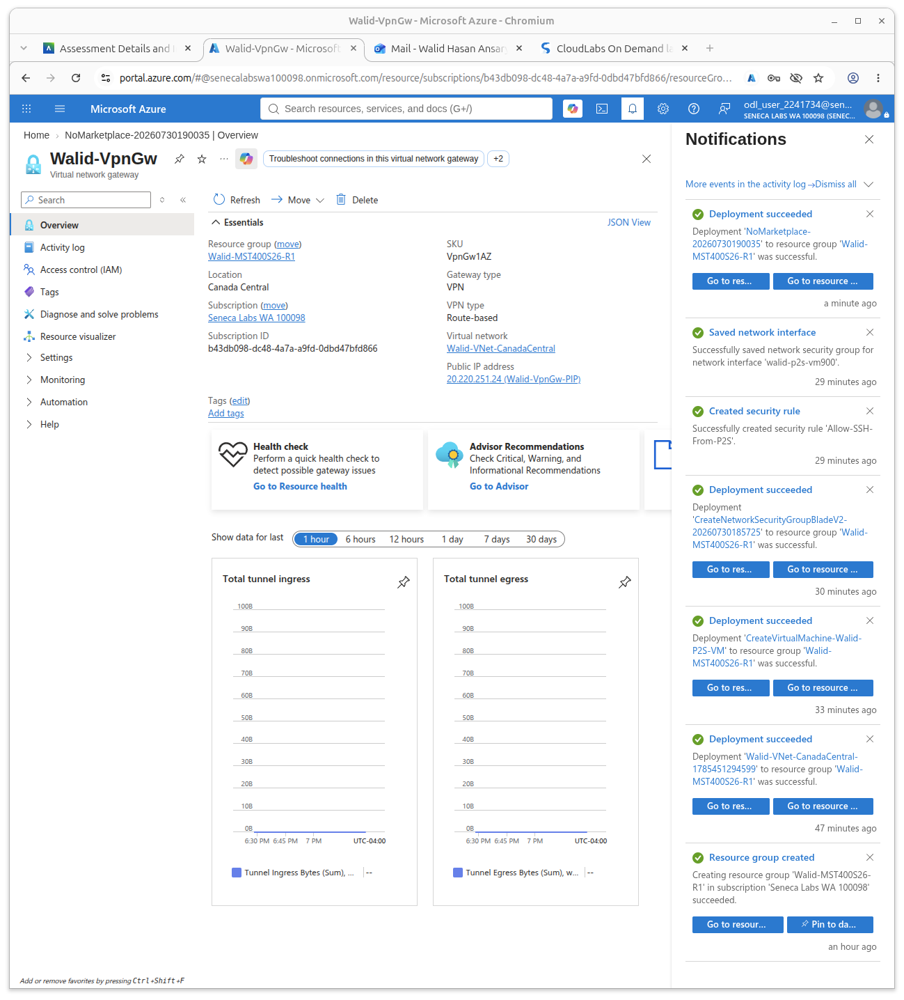 Walid-VpnGw - Microsoft Azure - Chromium
Assessment Details and
Walid-VpnGw - Microsoft
Mail - Walid Hasan Ansary
CloudLabs On Demand la
portal.azure.com/#@senecalabswa100098.onmicrosoft.com/resource/subscriptions/b43db098-dc48-4a7a-a9fd-0dbd47bfd866/resourceGro...
Microsoft Azure
Search resources, services, and docs (G+/)
odl_user_2241734@sen...
SENECA LABS WA 100098 (SENEC...
Home > NoMarketplace-20260730190035 | Overview
Walid-VpnGw
Virtual network gateway
Troubleshoot connections in this virtual network gateway
+2
Search
Overview
Activity log
Access control (IAM)
Tags
Diagnose and solve problems
Resource visualizer
Settings
Monitoring
Automation
Help
Add or remove favorites by pressing Ctrl+Shift+F
Refresh
Move
Delete
Essentials
JSON View
Resource group (move)
Walid-MST400S26-R1
Location
Canada Central
Subscription (move)
Seneca Labs WA 100098
Subscription ID
b43db098-dc48-4a7a-a9fd-0dbd47bfd866
SKU
VpnGw1AZ
Gateway type
VPN
VPN type
Route-based
Virtual network
Walid-VNet-CanadaCentral
Public IP address
20.220.251.24 (Walid-VpnGw-PIP)
Tags (edit)
Add tags
Health check
Perform a quick health check to
detect possible gateway issues
Go to Resource health
Advisor Recommendations
Check Critical, Warning, and
Informational Recommendations
Go to Advisor
Show data for last
1 hour
6 hours
12 hours
1 day
7 days
30 days
Total tunnel ingress
100B
90B
80B
70B
60B
50B
40B
30B
20B
10B
0B
6:30 PM 6:45 PM 7 PM UTC-04:00
Tunnel Ingress Bytes (Sum), ... --
Total tunnel egress
100B
90B
80B
70B
60B
50B
40B
30B
20B
10B
0B
6:30 PM 6:45 PM 7 PM UTC-04:00
Tunnel Egress Bytes (Sum), w... --
Notifications
More events in the activity log →
Dismiss all
Deployment succeeded
Deployment 'NoMarketplace-
20260730190035' to resource group 'Walid-
MST400S26-R1' was successful.
Go to res...
Go to resource ...
a minute ago
Saved network interface
Successfully saved network security group for
network interface 'walid-p2s-vm900'.
29 minutes ago
Created security rule
Successfully created security rule 'Allow-SSH-
From-P2S'.
29 minutes ago
Deployment succeeded
Deployment
'CreateNetworkSecurityGroupBladeV2-
20260730185725' to resource group 'Walid-
MST400S26-R1' was successful.
Go to res...
Go to resource ...
30 minutes ago
Deployment succeeded
Deployment 'CreateVirtualMachine-Walid-
P2S-VM' to resource group 'Walid-
MST400S26-R1' was successful.
Go to res...
Go to resource ...
33 minutes ago
Deployment succeeded
Deployment 'Walid-VNet-CanadaCentral-
1785451294599' to resource group 'Walid-
MST400S26-R1' was successful.
Go to res...
Go to resource ...
47 minutes ago
Resource group created
Creating resource group 'Walid-MST400S26-
R1' in subscription 'Seneca Labs WA 100098'
succeeded.
Go to resour...
Pin to da...
an hour ago